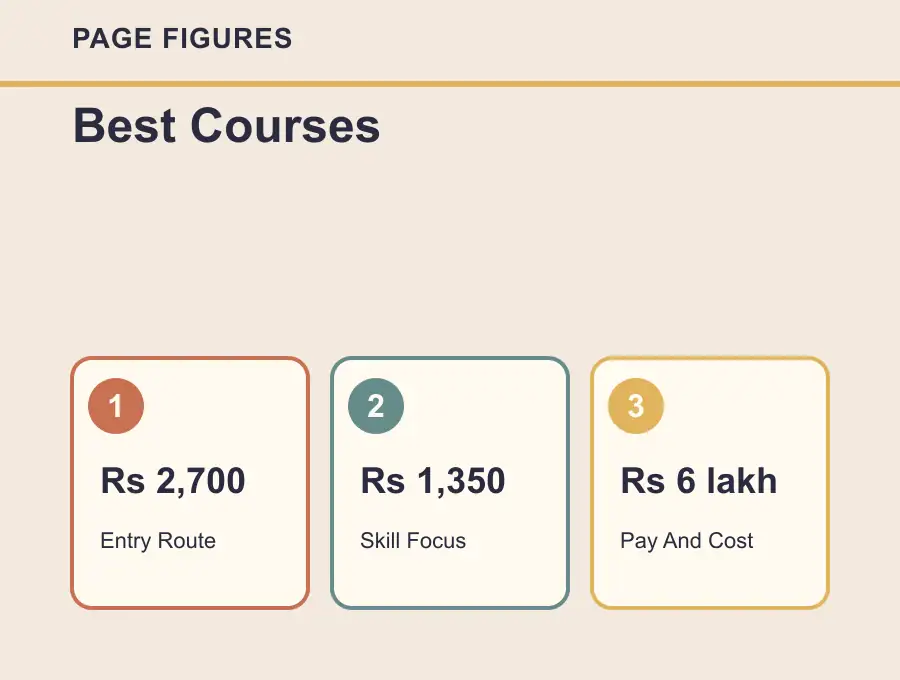 PAGE FIGURES
Best Courses
1
Rs 2,700
Entry Route
2
Rs 1,350
Skill Focus
3
Rs 6 lakh
Pay And Cost